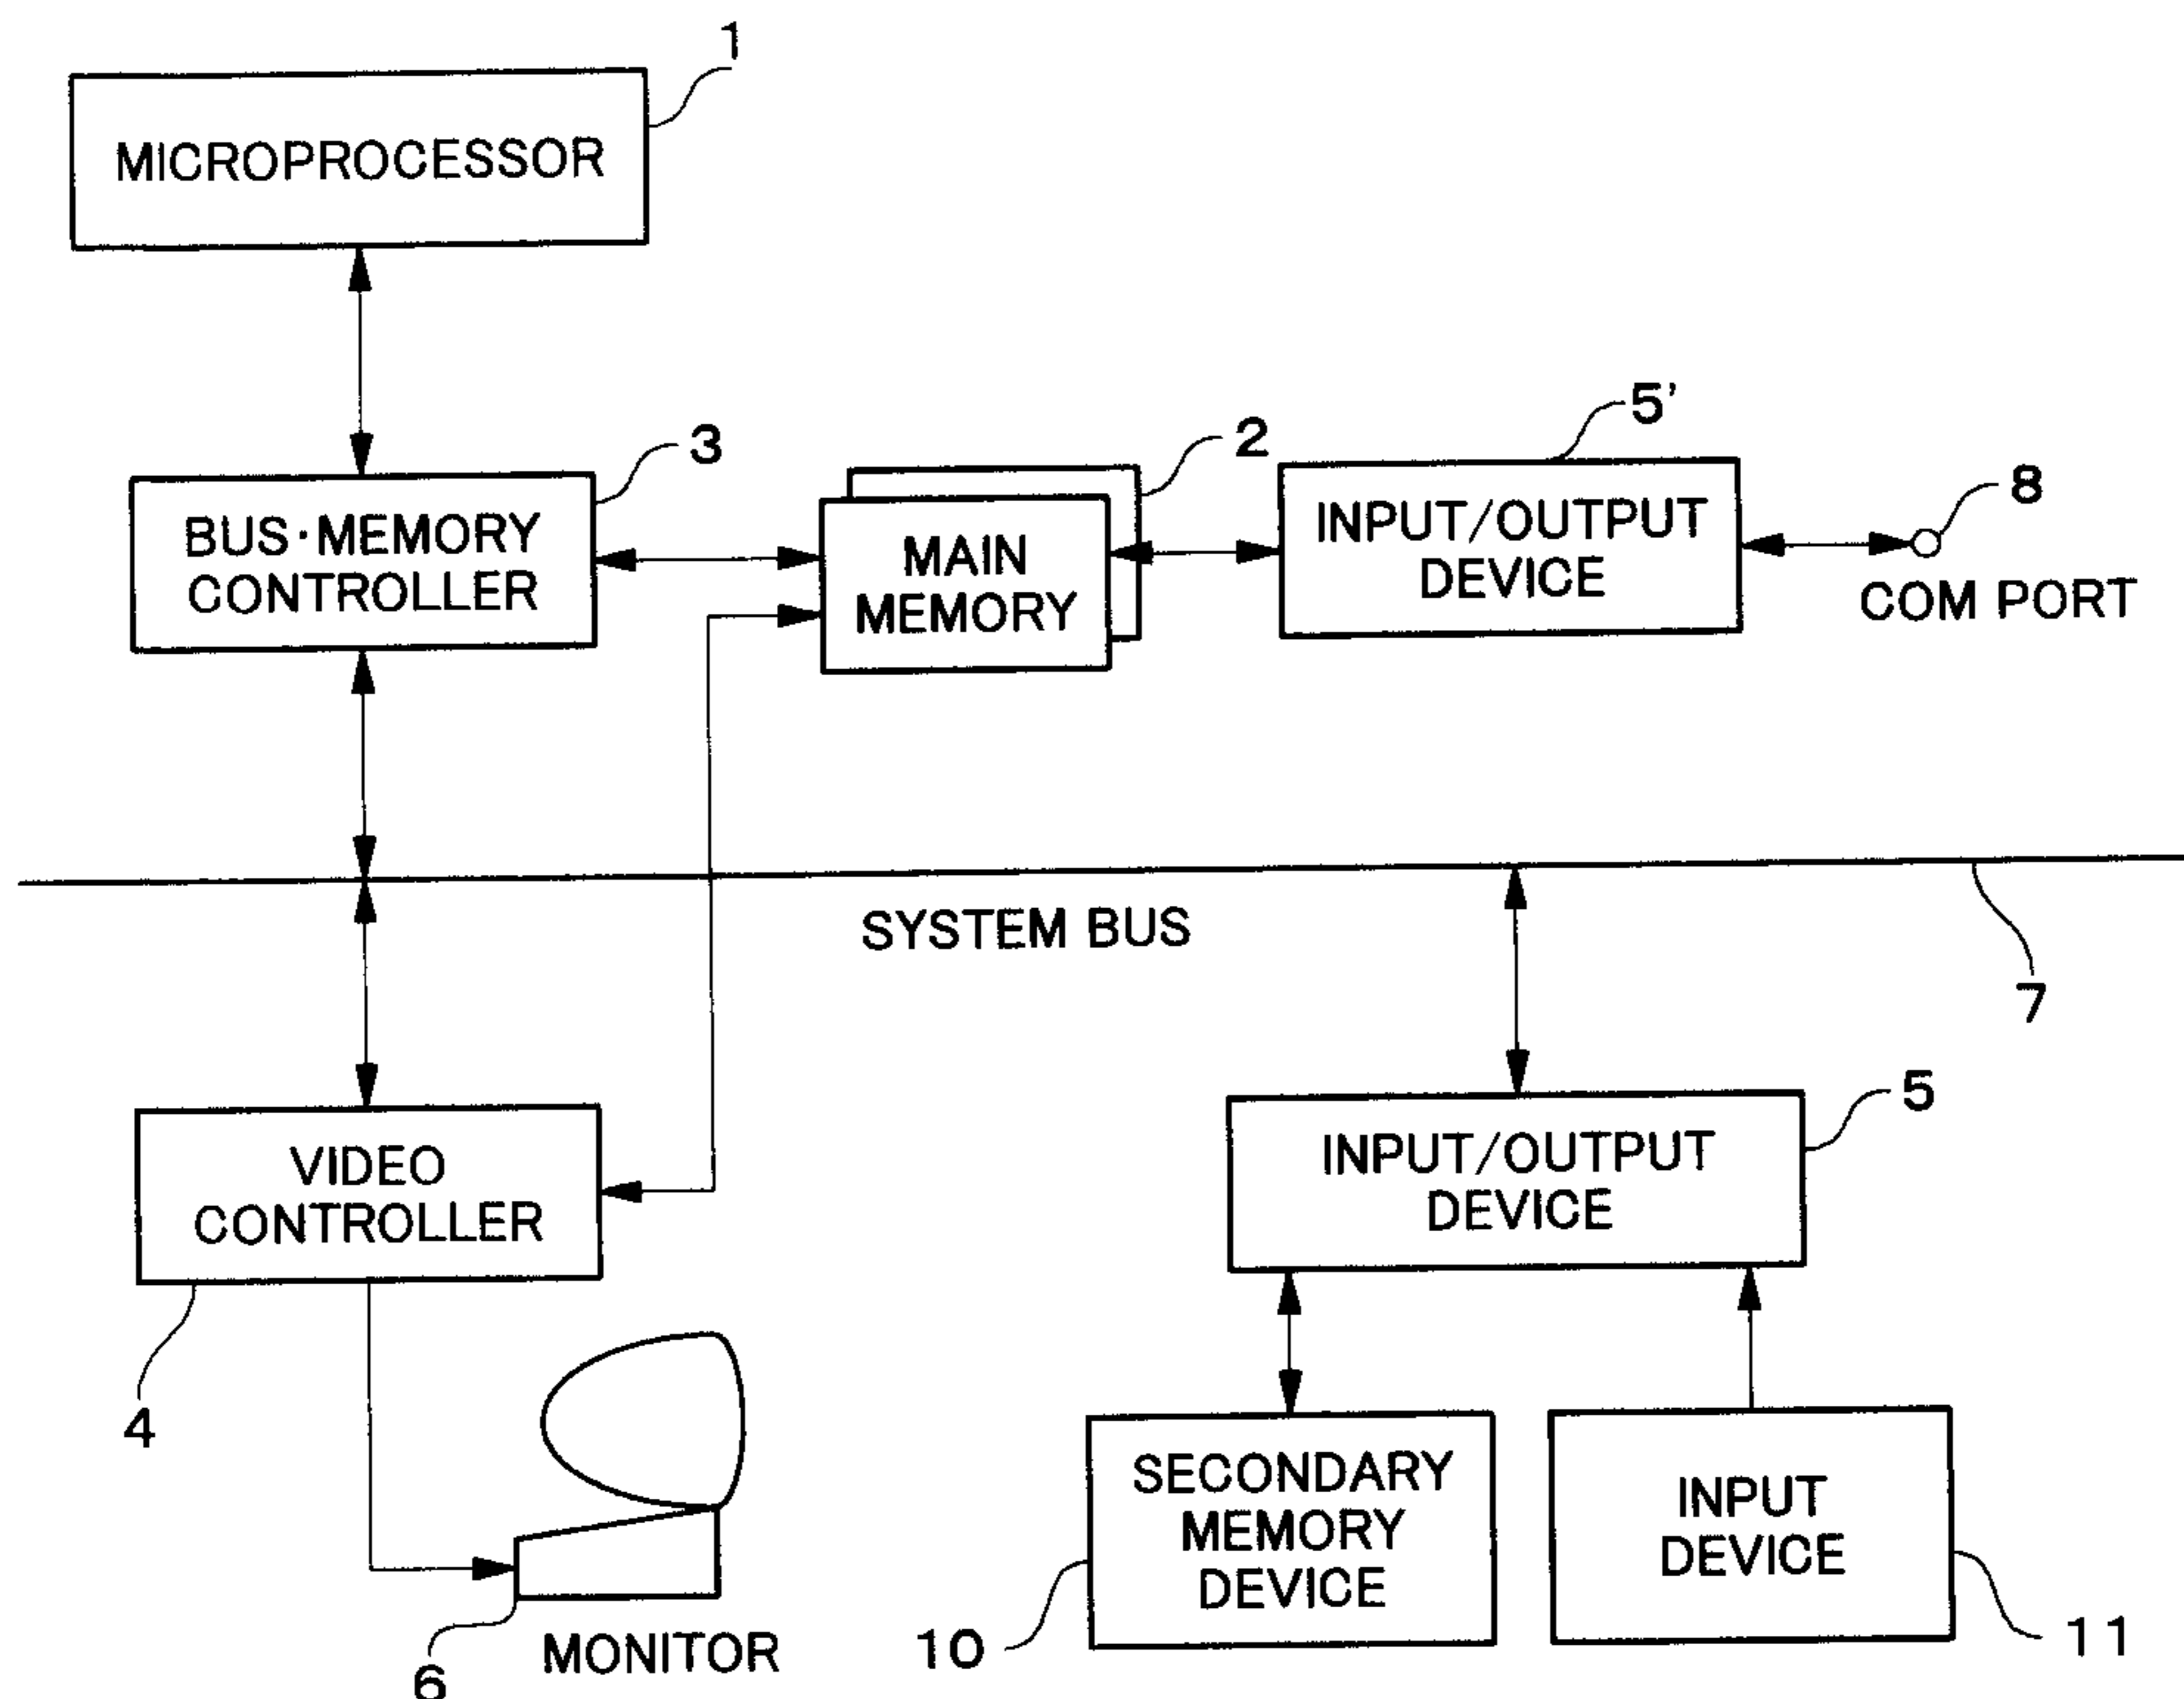 1
MICROPROCESSOR
3
BUS·MEMORY
CONTROLLER
2
MAIN
MEMORY
5'
INPUT/OUTPUT
DEVICE
8
COM PORT
SYSTEM BUS
7
VIDEO
CONTROLLER
4
5
INPUT/OUTPUT
DEVICE
6
MONITOR
SECONDARY
MEMORY
DEVICE
10
INPUT
DEVICE
11